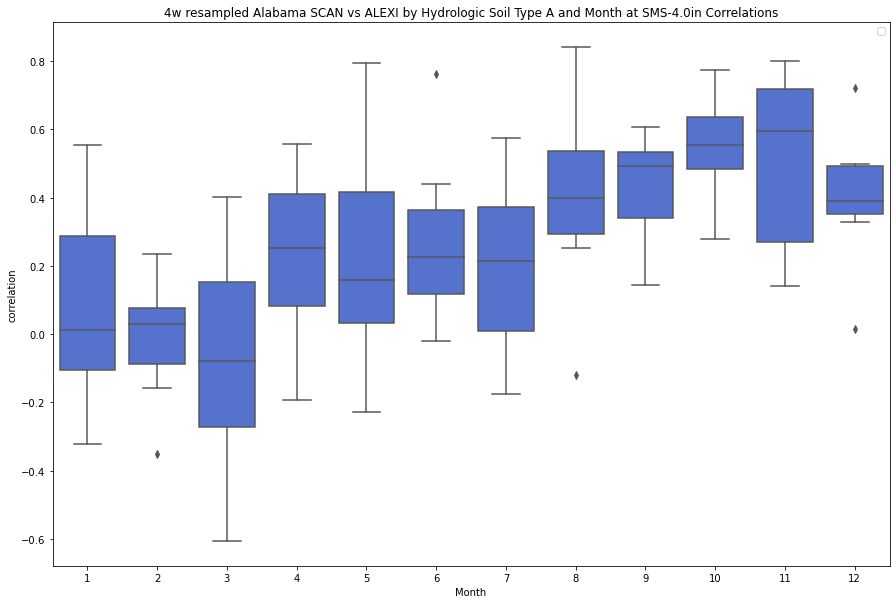 4w resampled Alabama SCAN vs ALEXI by Hydrologic Soil Type A and Month at SMS-4.0in Correlations
0.8
0.6
0.4
0.2
0.0
−0.2
−0.4
−0.6
correlation
1 2 3 4 5 6 7 8 9 10 11 12
Month